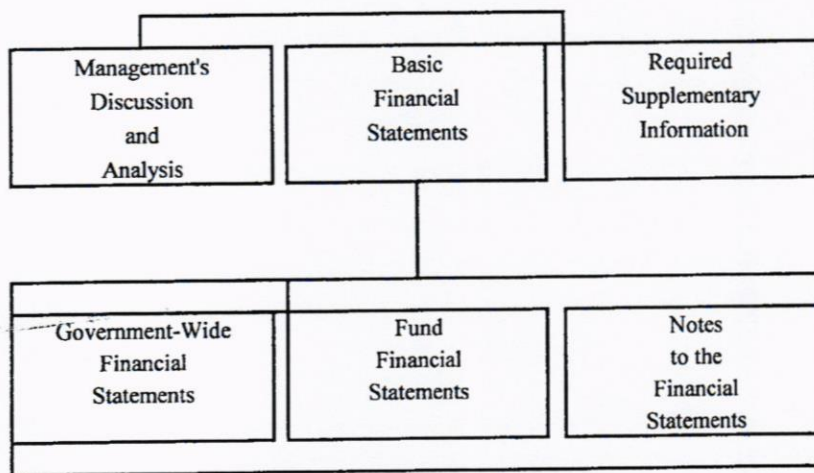 Management's
Discussion
and
Analysis
Basic
Financial
Statements
Required
Supplementary
Information
Government-Wide
Financial
Statements
Fund
Financial
Statements
Notes
to the
Financial
Statements